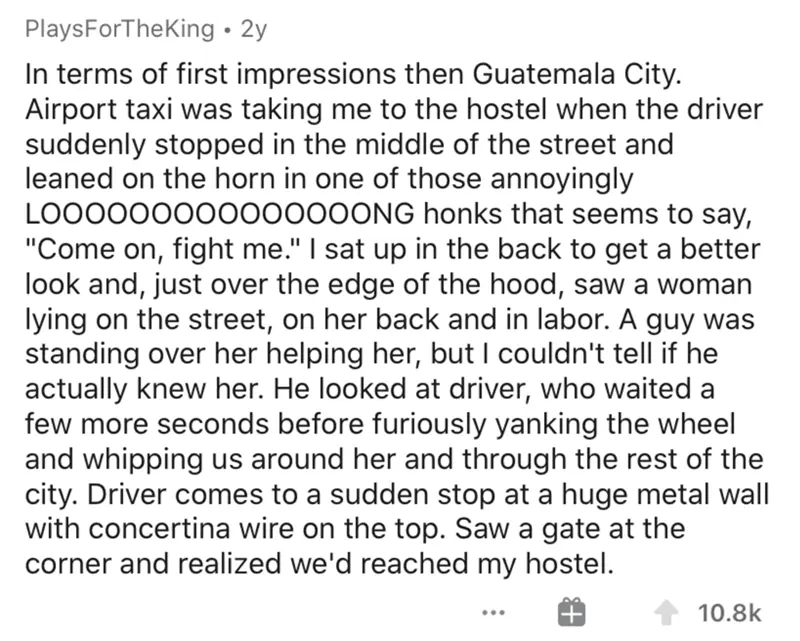 PlaysForTheKing • 2y
In terms of first impressions then Guatemala City.
Airport taxi was taking me to the hostel when the driver
suddenly stopped in the middle of the street and
leaned on the horn in one of those annoyingly
LOOOOOOOOOOOOOOOONG honks that seems to say,
"Come on, fight me." I sat up in the back to get a better
look and, just over the edge of the hood, saw a woman
lying on the street, on her back and in labor. A guy was
standing over her helping her, but I couldn't tell if he
actually knew her. He looked at driver, who waited a
few more seconds before furiously yanking the wheel
and whipping us around her and through the rest of the
city. Driver comes to a sudden stop at a huge metal wall
with concertina wire on the top. Saw a gate at the
corner and realized we'd reached my hostel.
10.8k